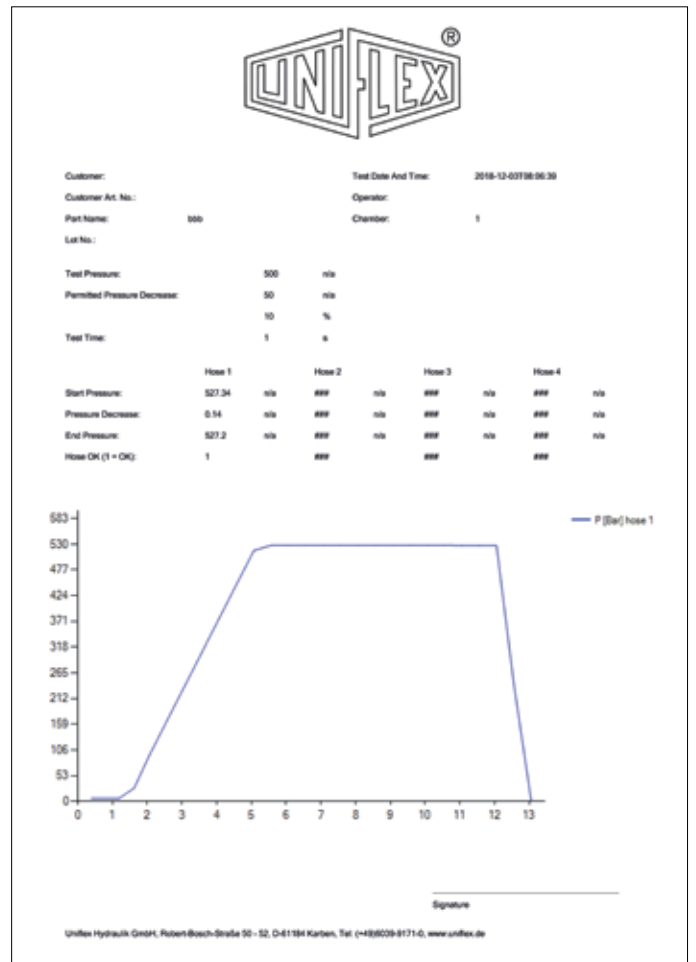 UNIFLEX ®
Customer: Test Date And Time: 2018-12-03T08:06:39
Customer Art. No.: Operator:
Part Name: bbb Chamber: 1
Lot No.:
Test Pressure: 500 n/a
Permitted Pressure Decrease: 50 n/a
10 %
Test Time: 1 s
Hose 1 Hose 2 Hose 3 Hose 4
Start Pressure: 527.34 n/a ### n/a ### n/a ### n/a
Pressure Decrease: 0.14 n/a ### n/a ### n/a ### n/a
End Pressure: 527.2 n/a ### n/a ### n/a ### n/a
Hose OK (1 = OK): 1 ### ### ###
P [Bar] hose 1
583
530
477
424
371
318
265
212
159
106
53
0
0 1 2 3 4 5 6 7 8 9 10 11 12 13
Signature
Uniflex Hydraulik GmbH, Robert-Bosch-Straße 50 - 52, D-61184 Karben, Tel: (+49)6039-9171-0, www.uniflex.de